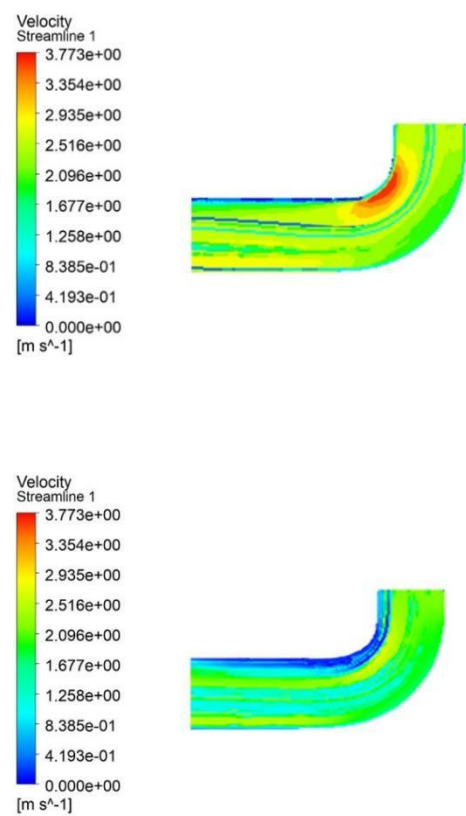 Velocity
Streamline 1
3.773e+00
3.354e+00
2.935e+00
2.516e+00
2.096e+00
1.677e+00
1.258e+00
8.385e-01
4.193e-01
0.000e+00
[m s^-1]
Velocity
Streamline 1
3.773e+00
3.354e+00
2.935e+00
2.516e+00
2.096e+00
1.677e+00
1.258e+00
8.385e-01
4.193e-01
0.000e+00
[m s^-1]